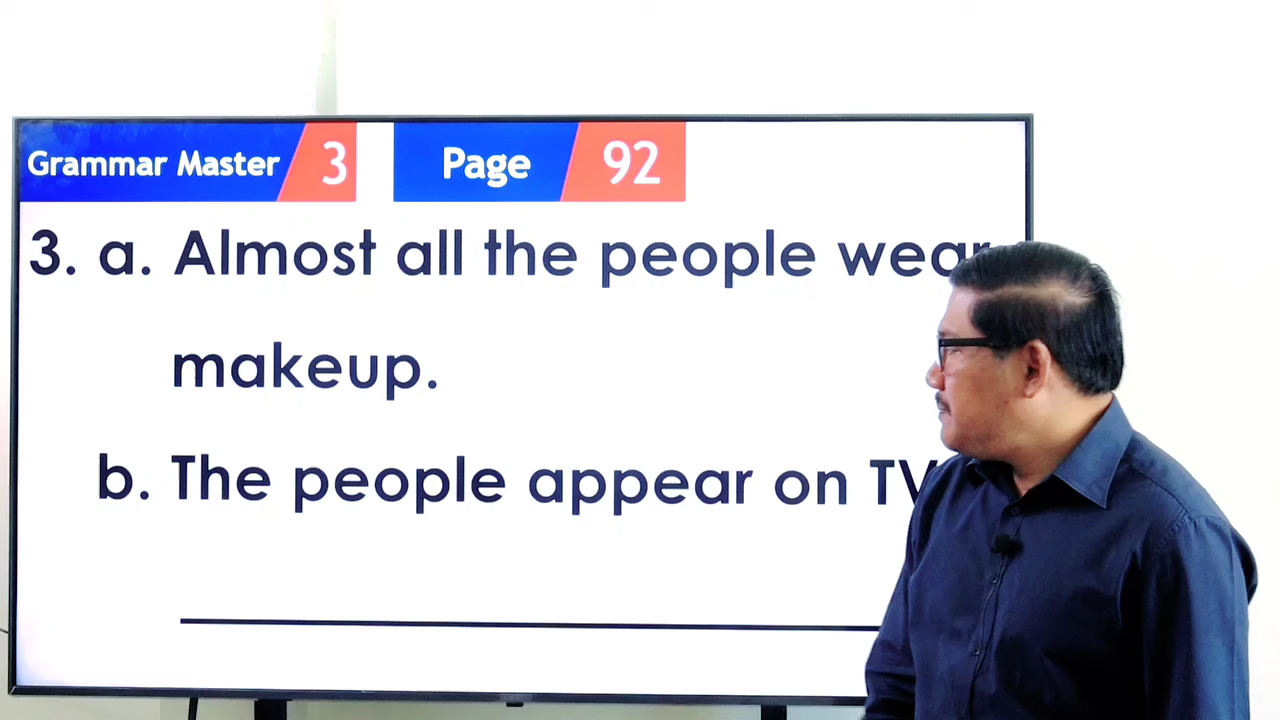 Grammar Master 3 Page 92
3. a. Almost all the people wear
makeup.
b. The people appear on TV